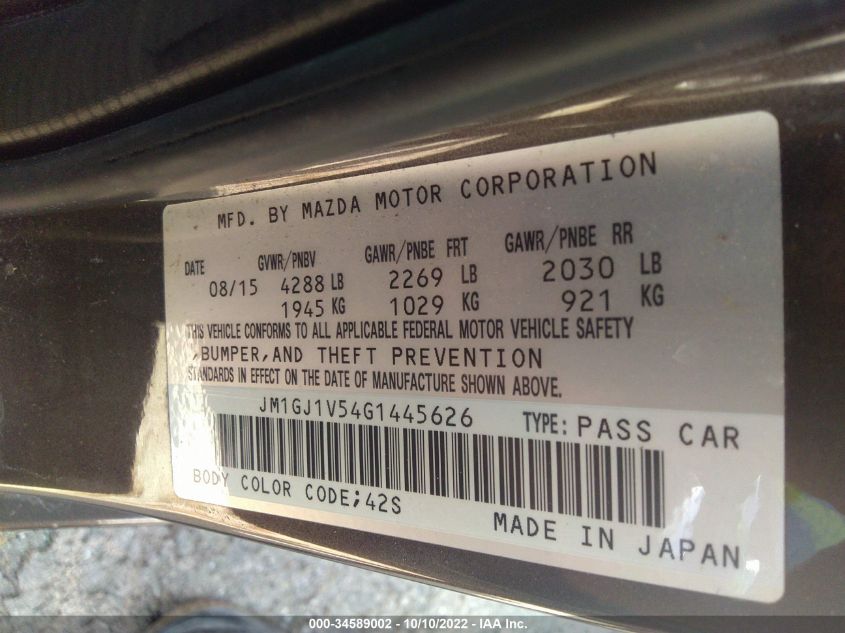 MFD. BY MAZDA MOTOR CORPORATION
DATE GVWR/PNBV GAWR/PNBE FRT GAWR/PNBE RR
08/15 4288 LB 2269 LB 2030 LB
1945 KG 1029 KG 921 KG
THIS VEHICLE CONFORMS TO ALL APPLICABLE FEDERAL MOTOR VEHICLE SAFETY
,BUMPER,AND THEFT PREVENTION
STANDARDS IN EFFECT ON THE DATE OF MANUFACTURE SHOWN ABOVE.
JM1GJ1V54G1445626 TYPE: PASS CAR
BODY COLOR CODE;42S
MADE IN JAPAN
000-34589002 - 10/10/2022 - IAA Inc.